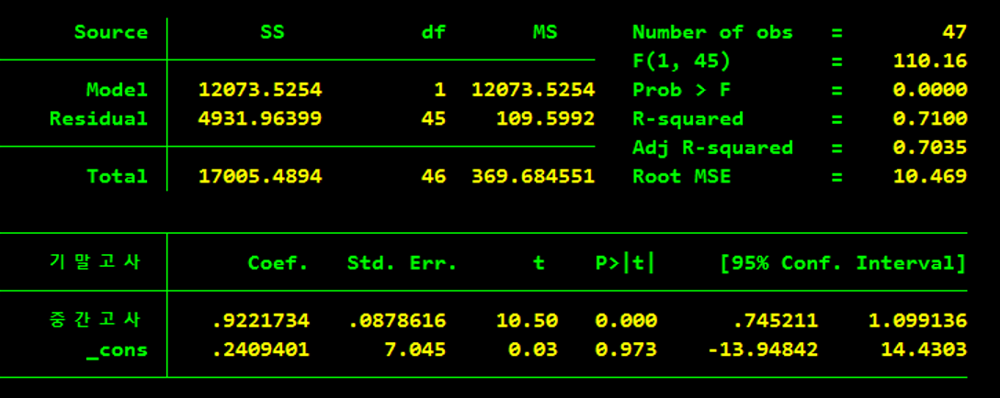 Source SS df MS Number of obs = 47
F(1, 45) = 110.16
Model 12073.5254 1 12073.5254 Prob > F = 0.0000
Residual 4931.96399 45 109.5992 R-squared = 0.7100
Adj R-squared = 0.7035
Total 17005.4894 46 369.684551 Root MSE = 10.469
기말고사 Coef. Std. Err. t P>|t| [95% Conf. Interval]
중간고사 .9221734 .0878616 10.50 0.000 .745211 1.099136
_cons .2409401 7.045 0.03 0.973 -13.94842 14.4303